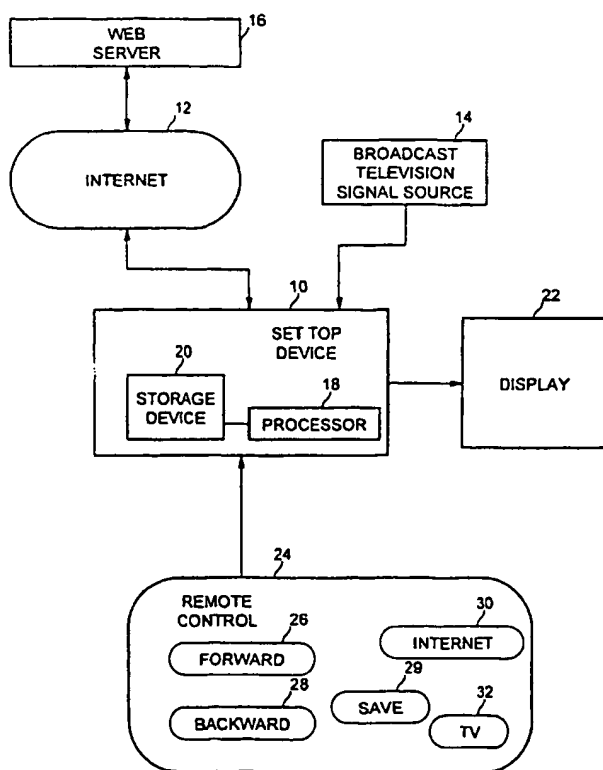 16
WEB
SERVER
12
INTERNET
14
BROADCAST
TELEVISION
SIGNAL SOURCE
10
SET TOP
DEVICE
20
STORAGE
DEVICE
18
PROCESSOR
22
DISPLAY
24
REMOTE
CONTROL
26
FORWARD
30
INTERNET
28
BACKWARD
29
SAVE
32
TV